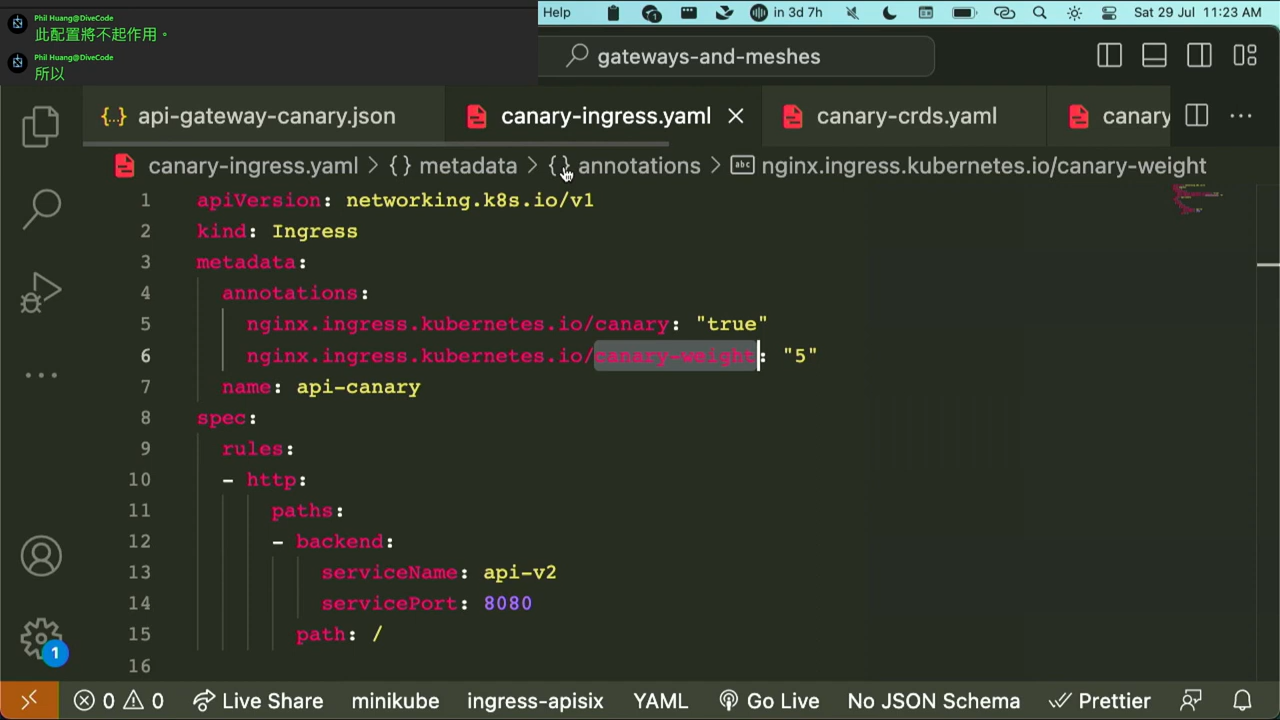 Phil Huang@DiveCode
此配置將不起作用。
Phil Huang@DiveCode
所以
Help
1
in 3d 7h
Sat 29 Jul 11:23 AM
gateways-and-meshes
{..} api-gateway-canary.json
canary-ingress.yaml
canary-crds.yaml
canary
canary-ingress.yaml > {} metadata > {} annotations > abc nginx.ingress.kubernetes.io/canary-weight
1 apiVersion: networking.k8s.io/v1
2 kind: Ingress
3 metadata:
4 annotations:
5 nginx.ingress.kubernetes.io/canary: "true"
6 nginx.ingress.kubernetes.io/canary-weight: "5"
7 name: api-canary
8 spec:
9 rules:
10 - http:
11 paths:
12 - backend:
13 serviceName: api-v2
14 servicePort: 8080
15 path: /
16
1
0 0 Live Share minikube ingress-apisix YAML Go Live No JSON Schema Prettier